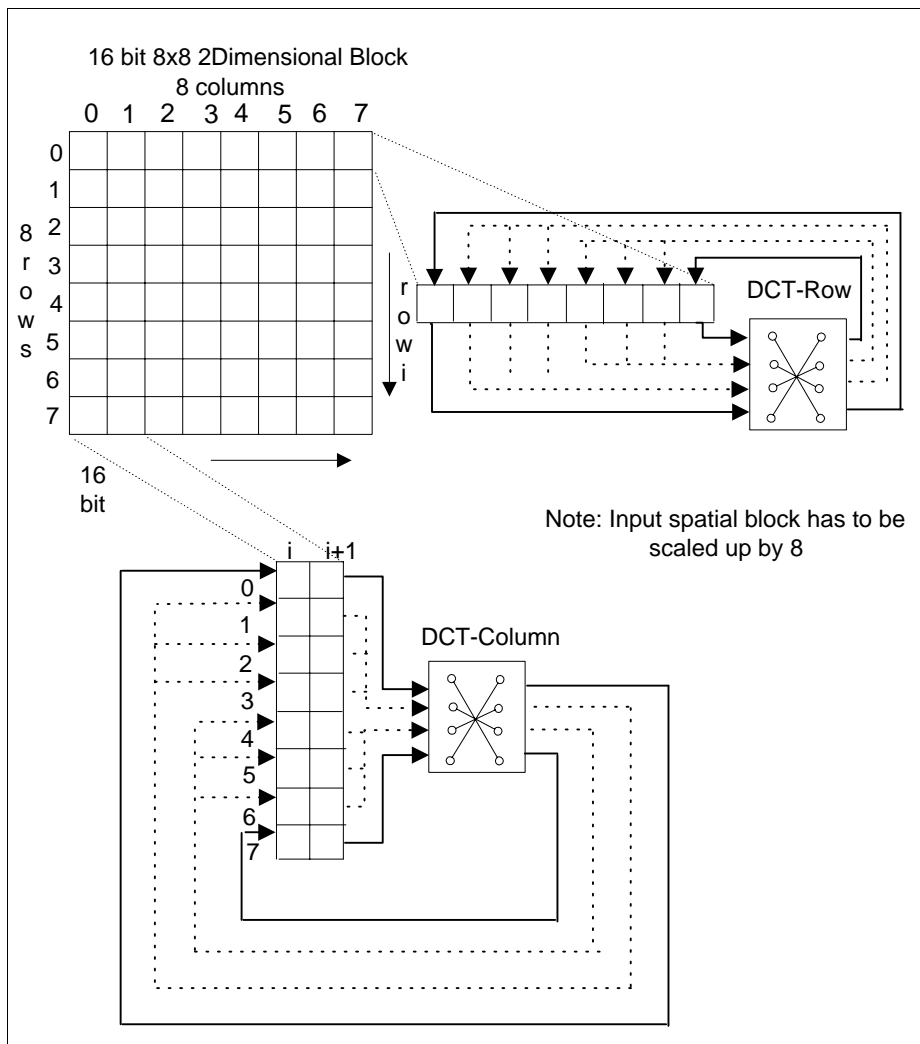 16 bit 8x8 2Dimensional Block
8 columns
0 1 2 3 4 5 6 7
0
1
2
3
4
5
6
7
8 rows
row i
DCT-Row
16
bit
Note: Input spatial block has to be
scaled up by 8
i i+1
0
1
2
3
4
5
6
7
DCT-Column